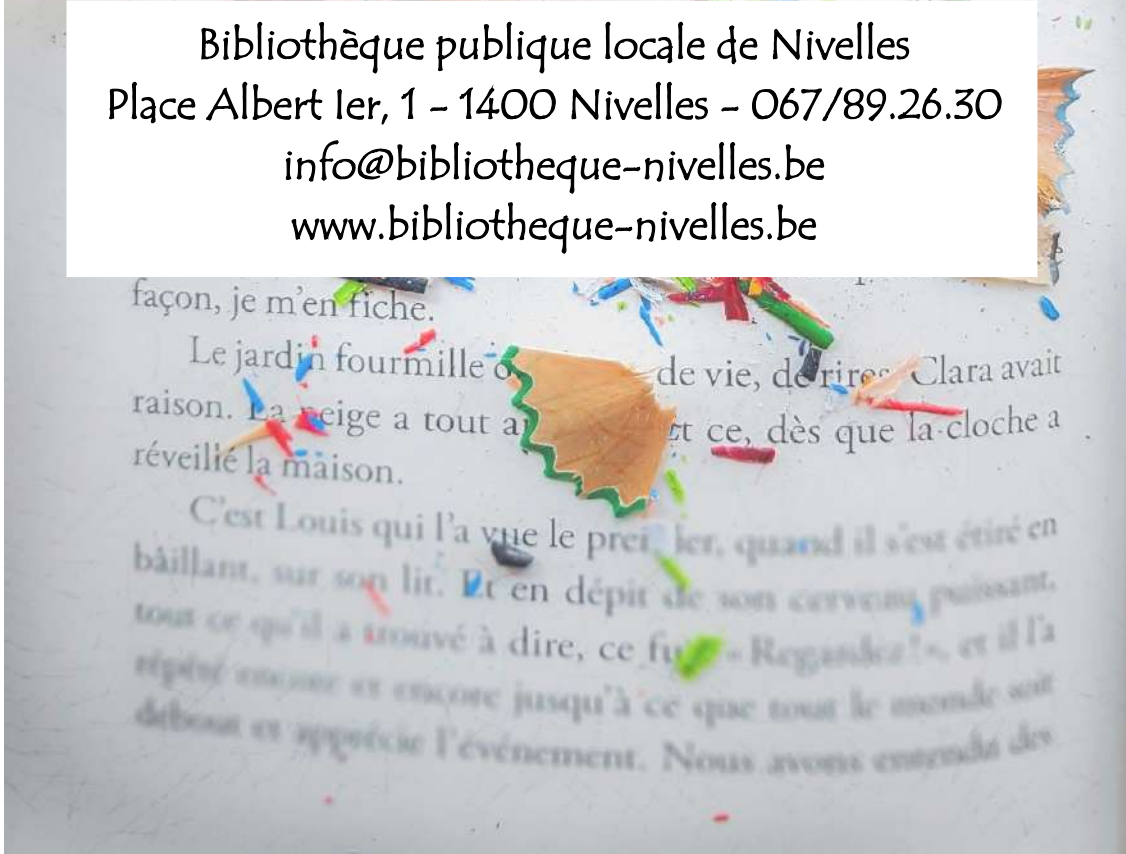 Bibliothèque publique locale de Nivelles
Place Albert Ier, 1 - 1400 Nivelles - 067/89.26.30
info@bibliotheque-nivelles.be
www.bibliotheque-nivelles.be
façon, je m'en fiche.
Le jardin fourmille de vie, de rires. Clara avait
raison. La neige a tout et ce, dès que la cloche a
réveillé la maison.
C'est Louis qui l'a vue le premier, quand il s'est étiré en
bâillant, sur son lit. Et en dépit de son cerveau puissant,
tout ce qu'il a trouvé à dire, ce fut « Regardez! », et il l'a
répété encore et encore jusqu'à ce que tout le monde soit
debout et apprécie l'événement. Nous avons entendu des